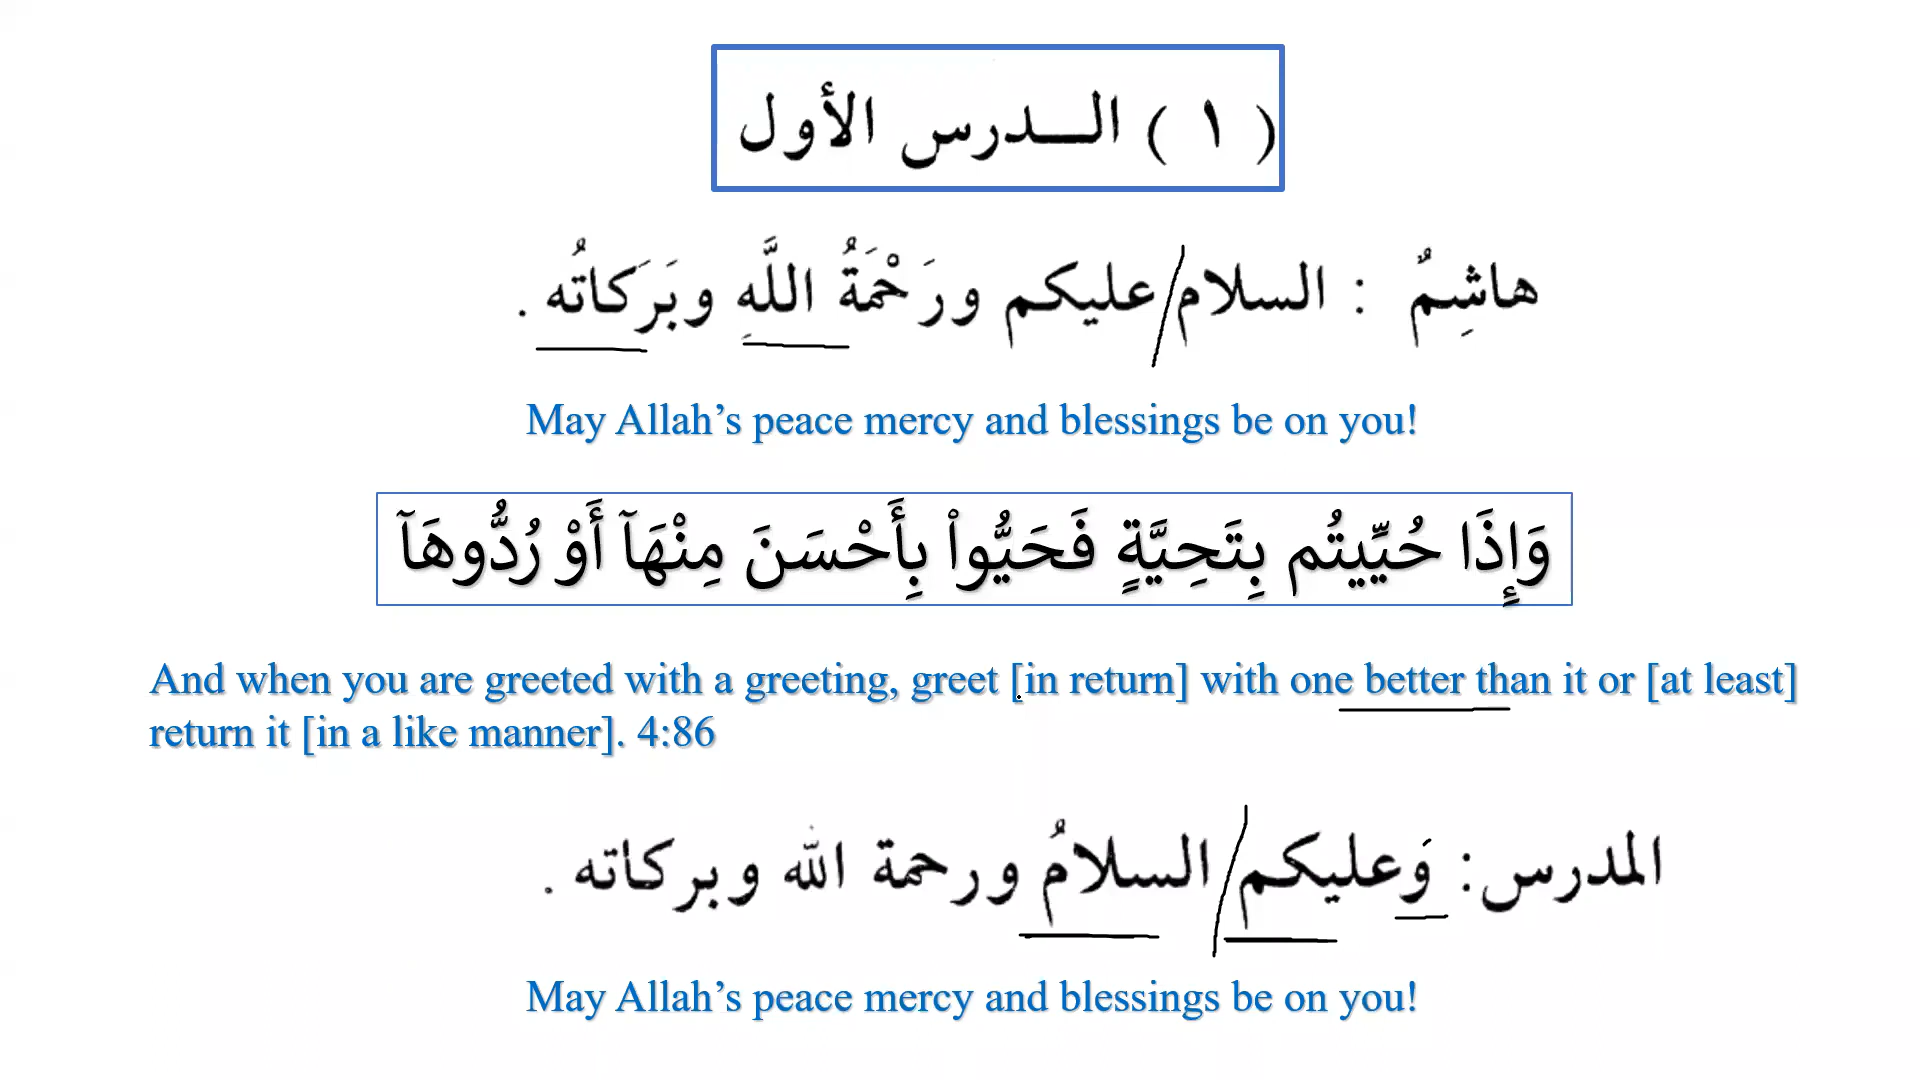 ( ١ ) الـــدرس الأول
هاشِمٌ : السلام عليكم ورَحْمَةُ اللَّهِ وبَرَكاتُه .
May Allah’s peace mercy and blessings be on you!
وَإِذَا حُيِّيتُم بِتَحِيَّةٍ فَحَيُّوا۟ بِأَحْسَنَ مِنْهَآ أَوْ رُدُّوهَآ
And when you are greeted with a greeting, greet [in return] with one better than it or [at least]
return it [in a like manner]. 4:86
المدرس: وَعليكم السلامُ ورحمة الله وبركاته .
May Allah’s peace mercy and blessings be on you!